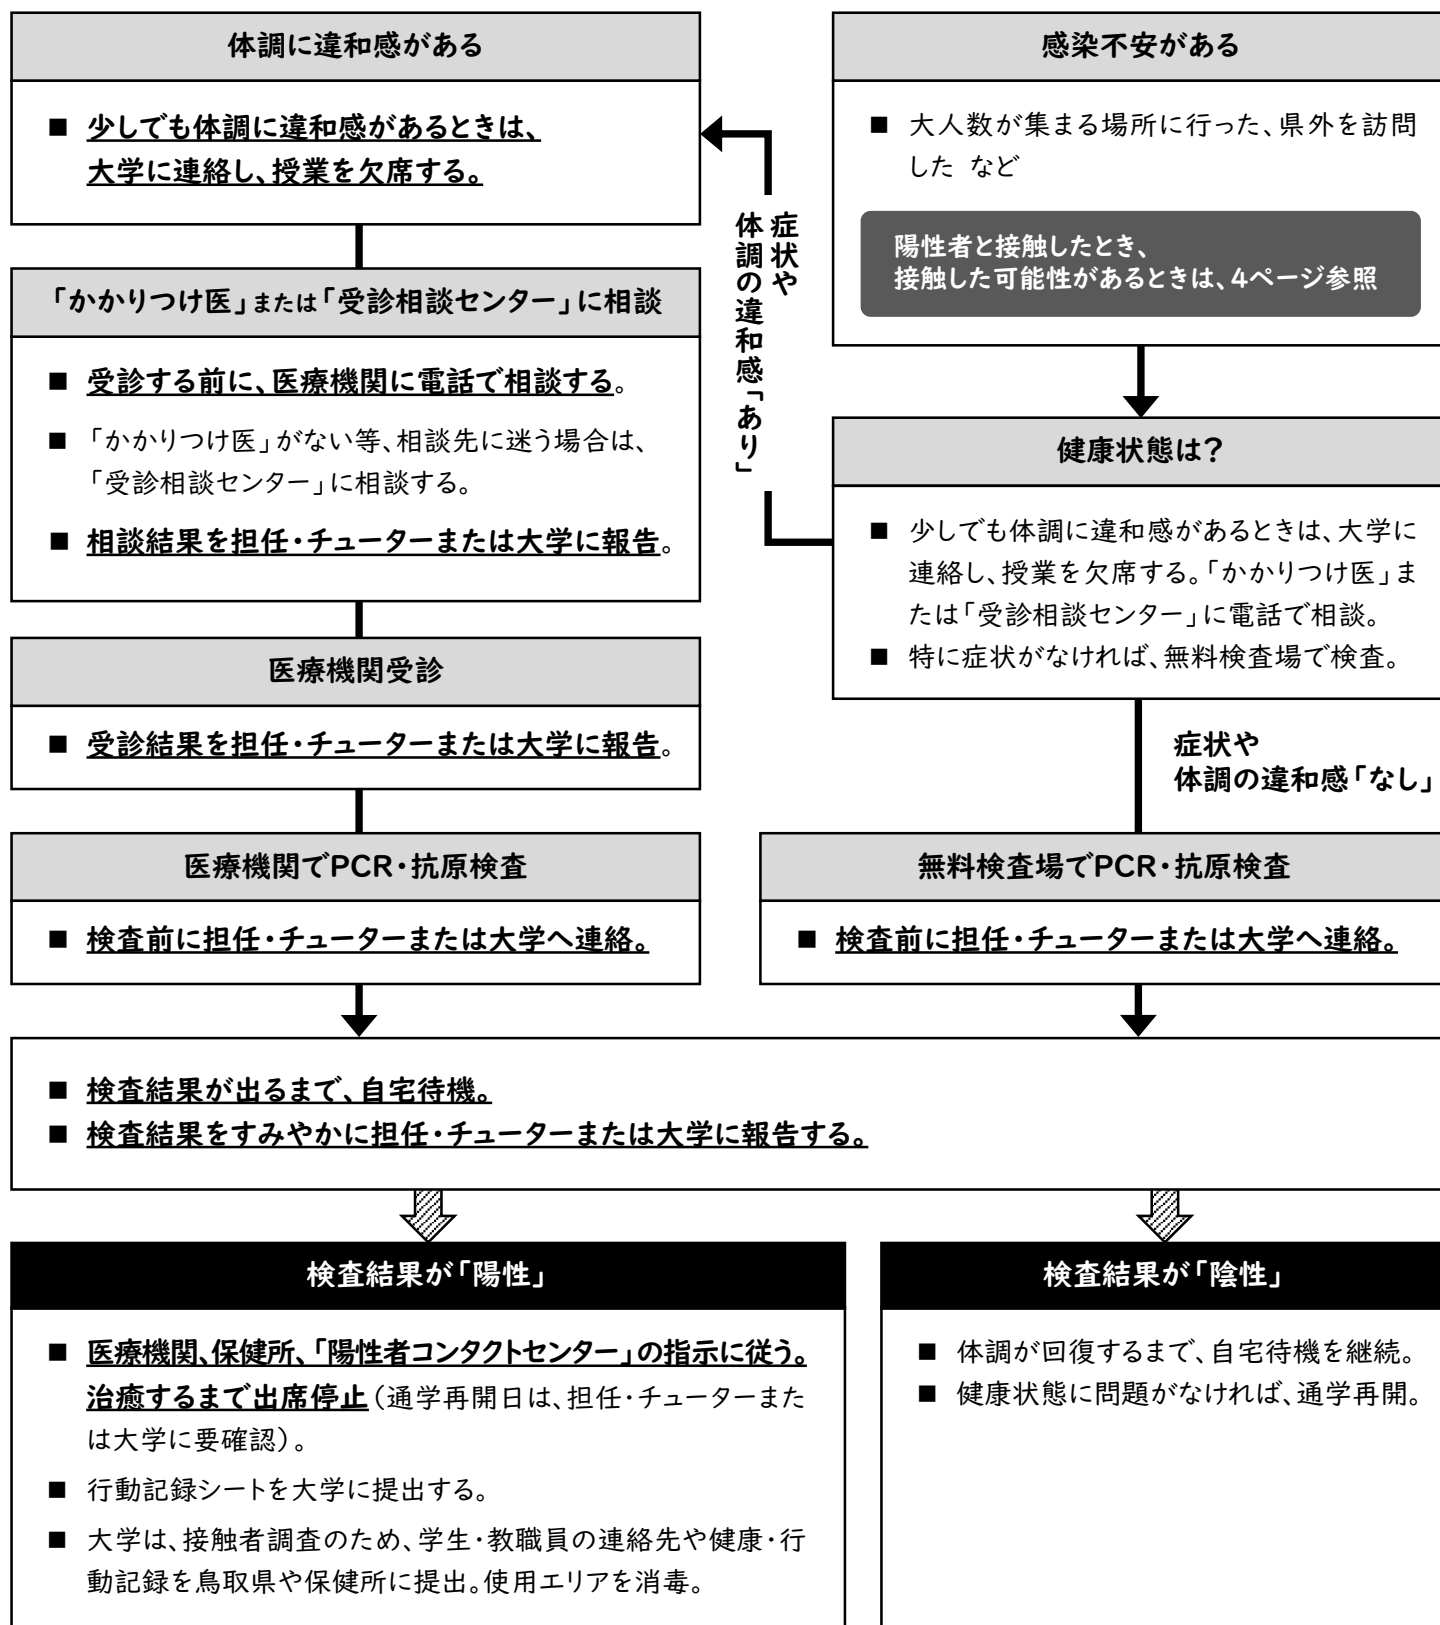 体調に違和感がある
■ 少しでも体調に違和感があるときは、
大学に連絡し、授業を欠席する。
「かかりつけ医」または「受診相談センター」に相談
■ 受診する前に、医療機関に電話で相談する。
■ 「かかりつけ医」がない等、相談先に迷う場合は、
「受診相談センター」に相談する。
■ 相談結果を担任・チューターまたは大学に報告。
医療機関受診
■ 受診結果を担任・チューターまたは大学に報告。
医療機関でPCR・抗原検査
■ 検査前に担任・チューターまたは大学へ連絡。
症状や
体調の違和感「あり」
感染不安がある
■ 大人数が集まる場所に行った、県外を訪問
した など
陽性者と接触したとき、
接触した可能性があるときは、4ページ参照
健康状態は？
■ 少しでも体調に違和感があるときは、大学に
連絡し、授業を欠席する。「かかりつけ医」ま
たは「受診相談センター」に電話で相談。
■ 特に症状がなければ、無料検査場で検査。
症状や
体調の違和感「なし」
無料検査場でPCR・抗原検査
■ 検査前に担任・チューターまたは大学へ連絡。
■ 検査結果が出るまで、自宅待機。
■ 検査結果をすみやかに担任・チューターまたは大学に報告する。
検査結果が「陽性」
■ 医療機関、保健所、「陽性者コンタクトセンター」の指示に従う。
治癒するまで出席停止（通学再開日は、担任・チューターまた
は大学に要確認）。
■ 行動記録シートを大学に提出する。
■ 大学は、接触者調査のため、学生・教職員の連絡先や健康・行
動記録を鳥取県や保健所に提出。使用エリアを消毒。
検査結果が「陰性」
■ 体調が回復するまで、自宅待機を継続。
■ 健康状態に問題がなければ、通学再開。